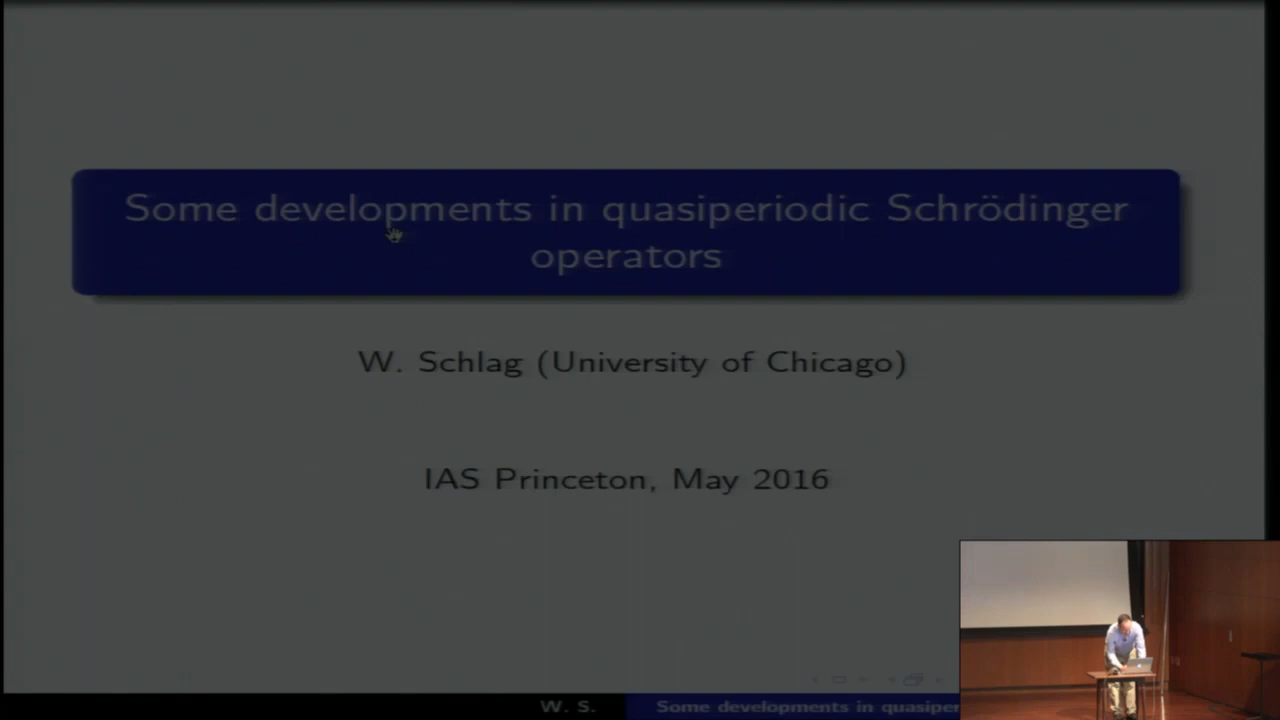 Some developments in quasiperiodic Schrödinger
operators
W. Schlag (University of Chicago)
IAS Princeton, May 2016
W. S.
Some developments in quasiper